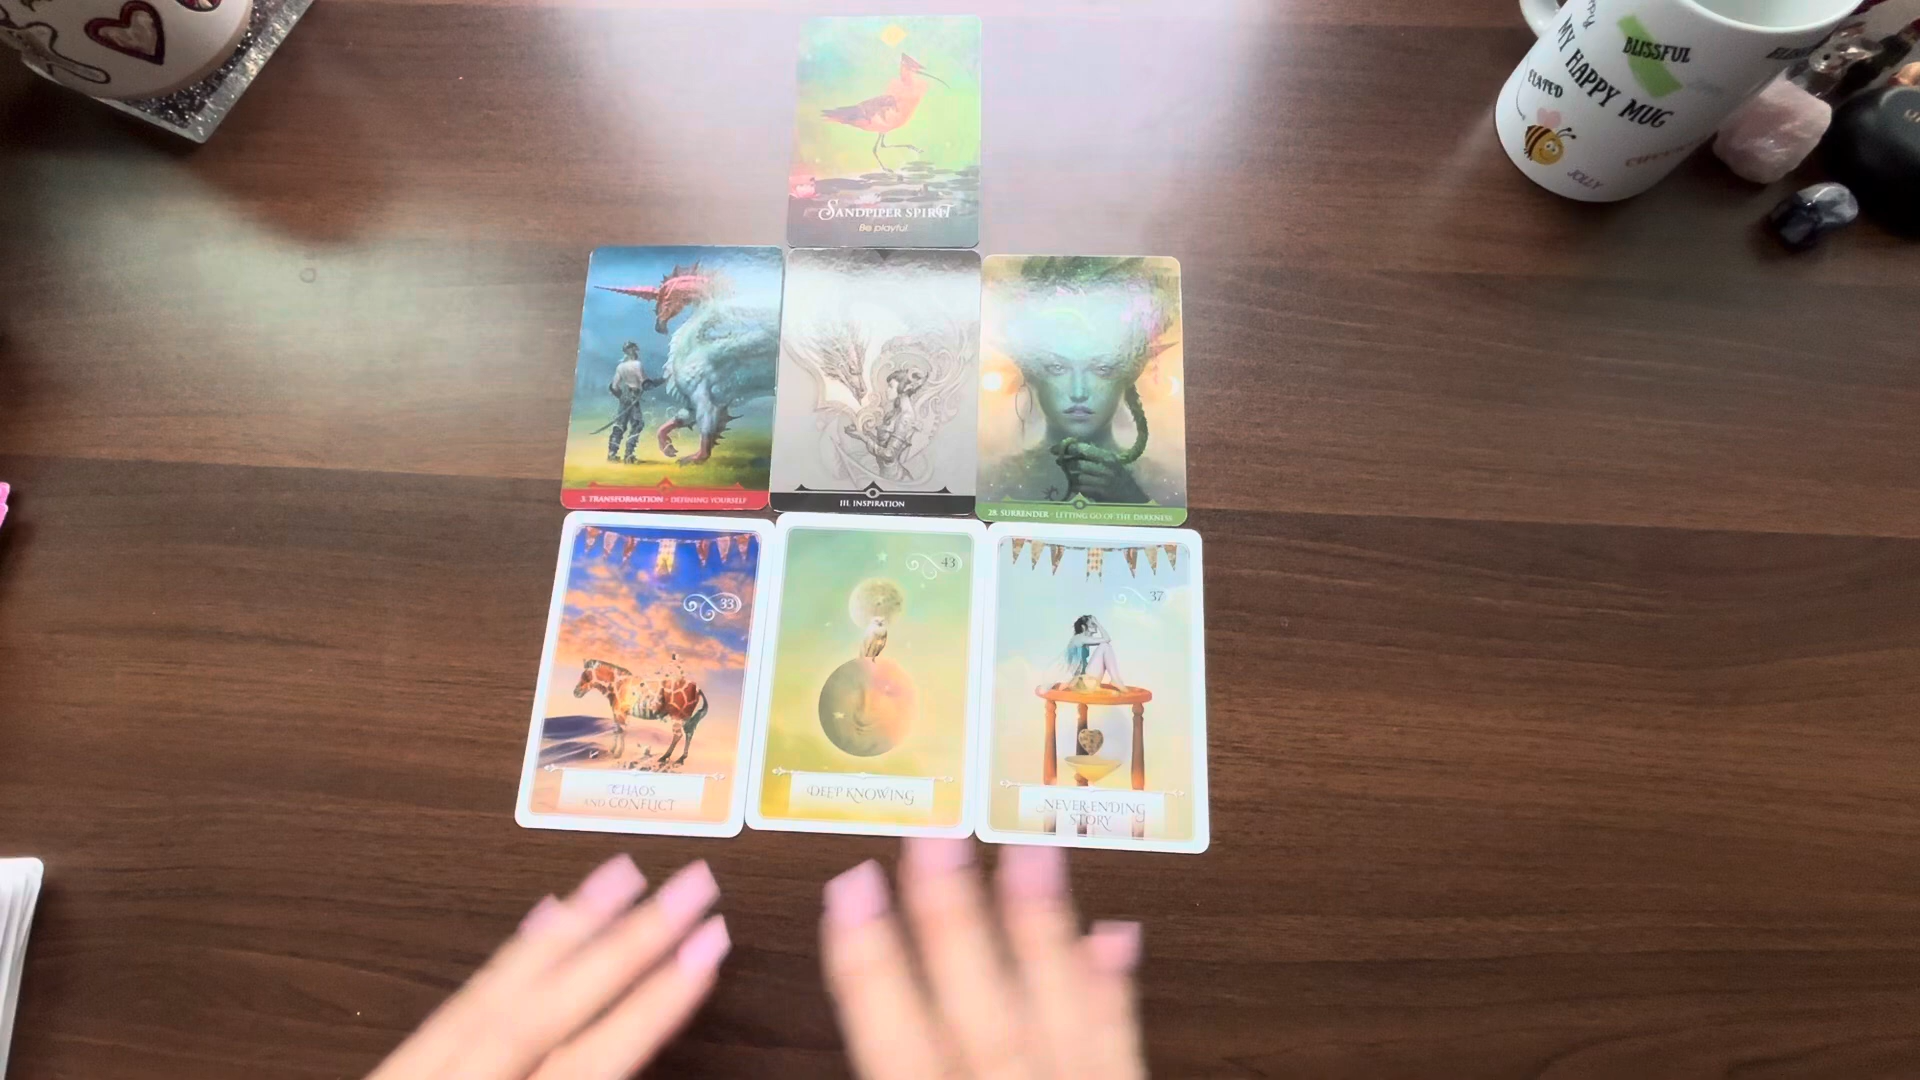 SANDPIPER SPIRIT
Be playful.
3. TRANSFORMATION · DEFINING YOURSELF
III. INSPIRATION
28. SURRENDER · LETTING GO OF THE DARKNESS
33
CHAOS
AND CONFLICT
43
DEEP KNOWING
37
NEVER-ENDING
STORY
BLISSFUL
ELATED
MY HAPPY MUG
JOLLY